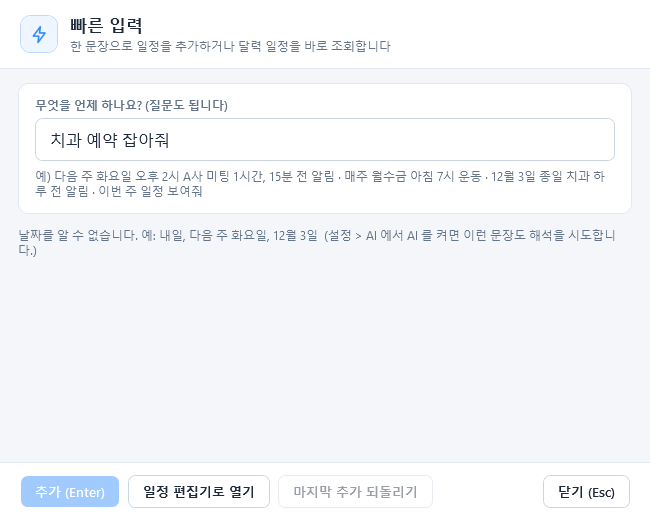 빠른 입력
한 문장으로 일정을 추가하거나 달력 일정을 바로 조회합니다
무엇을 언제 하나요? (질문도 됩니다)
치과 예약 잡아줘
예) 다음 주 화요일 오후 2시 A사 미팅 1시간, 15분 전 알림 · 매주 월수금 아침 7시 운동 · 12월 3일 종일 치과 하
루 전 알림 · 이번 주 일정 보여줘
날짜를 알 수 없습니다. 예: 내일, 다음 주 화요일, 12월 3일 (설정 > AI 에서 AI 를 켜면 이런 문장도 해석을 시도합니
다.)
추가 (Enter)
일정 편집기로 열기
마지막 추가 되돌리기
닫기 (Esc)